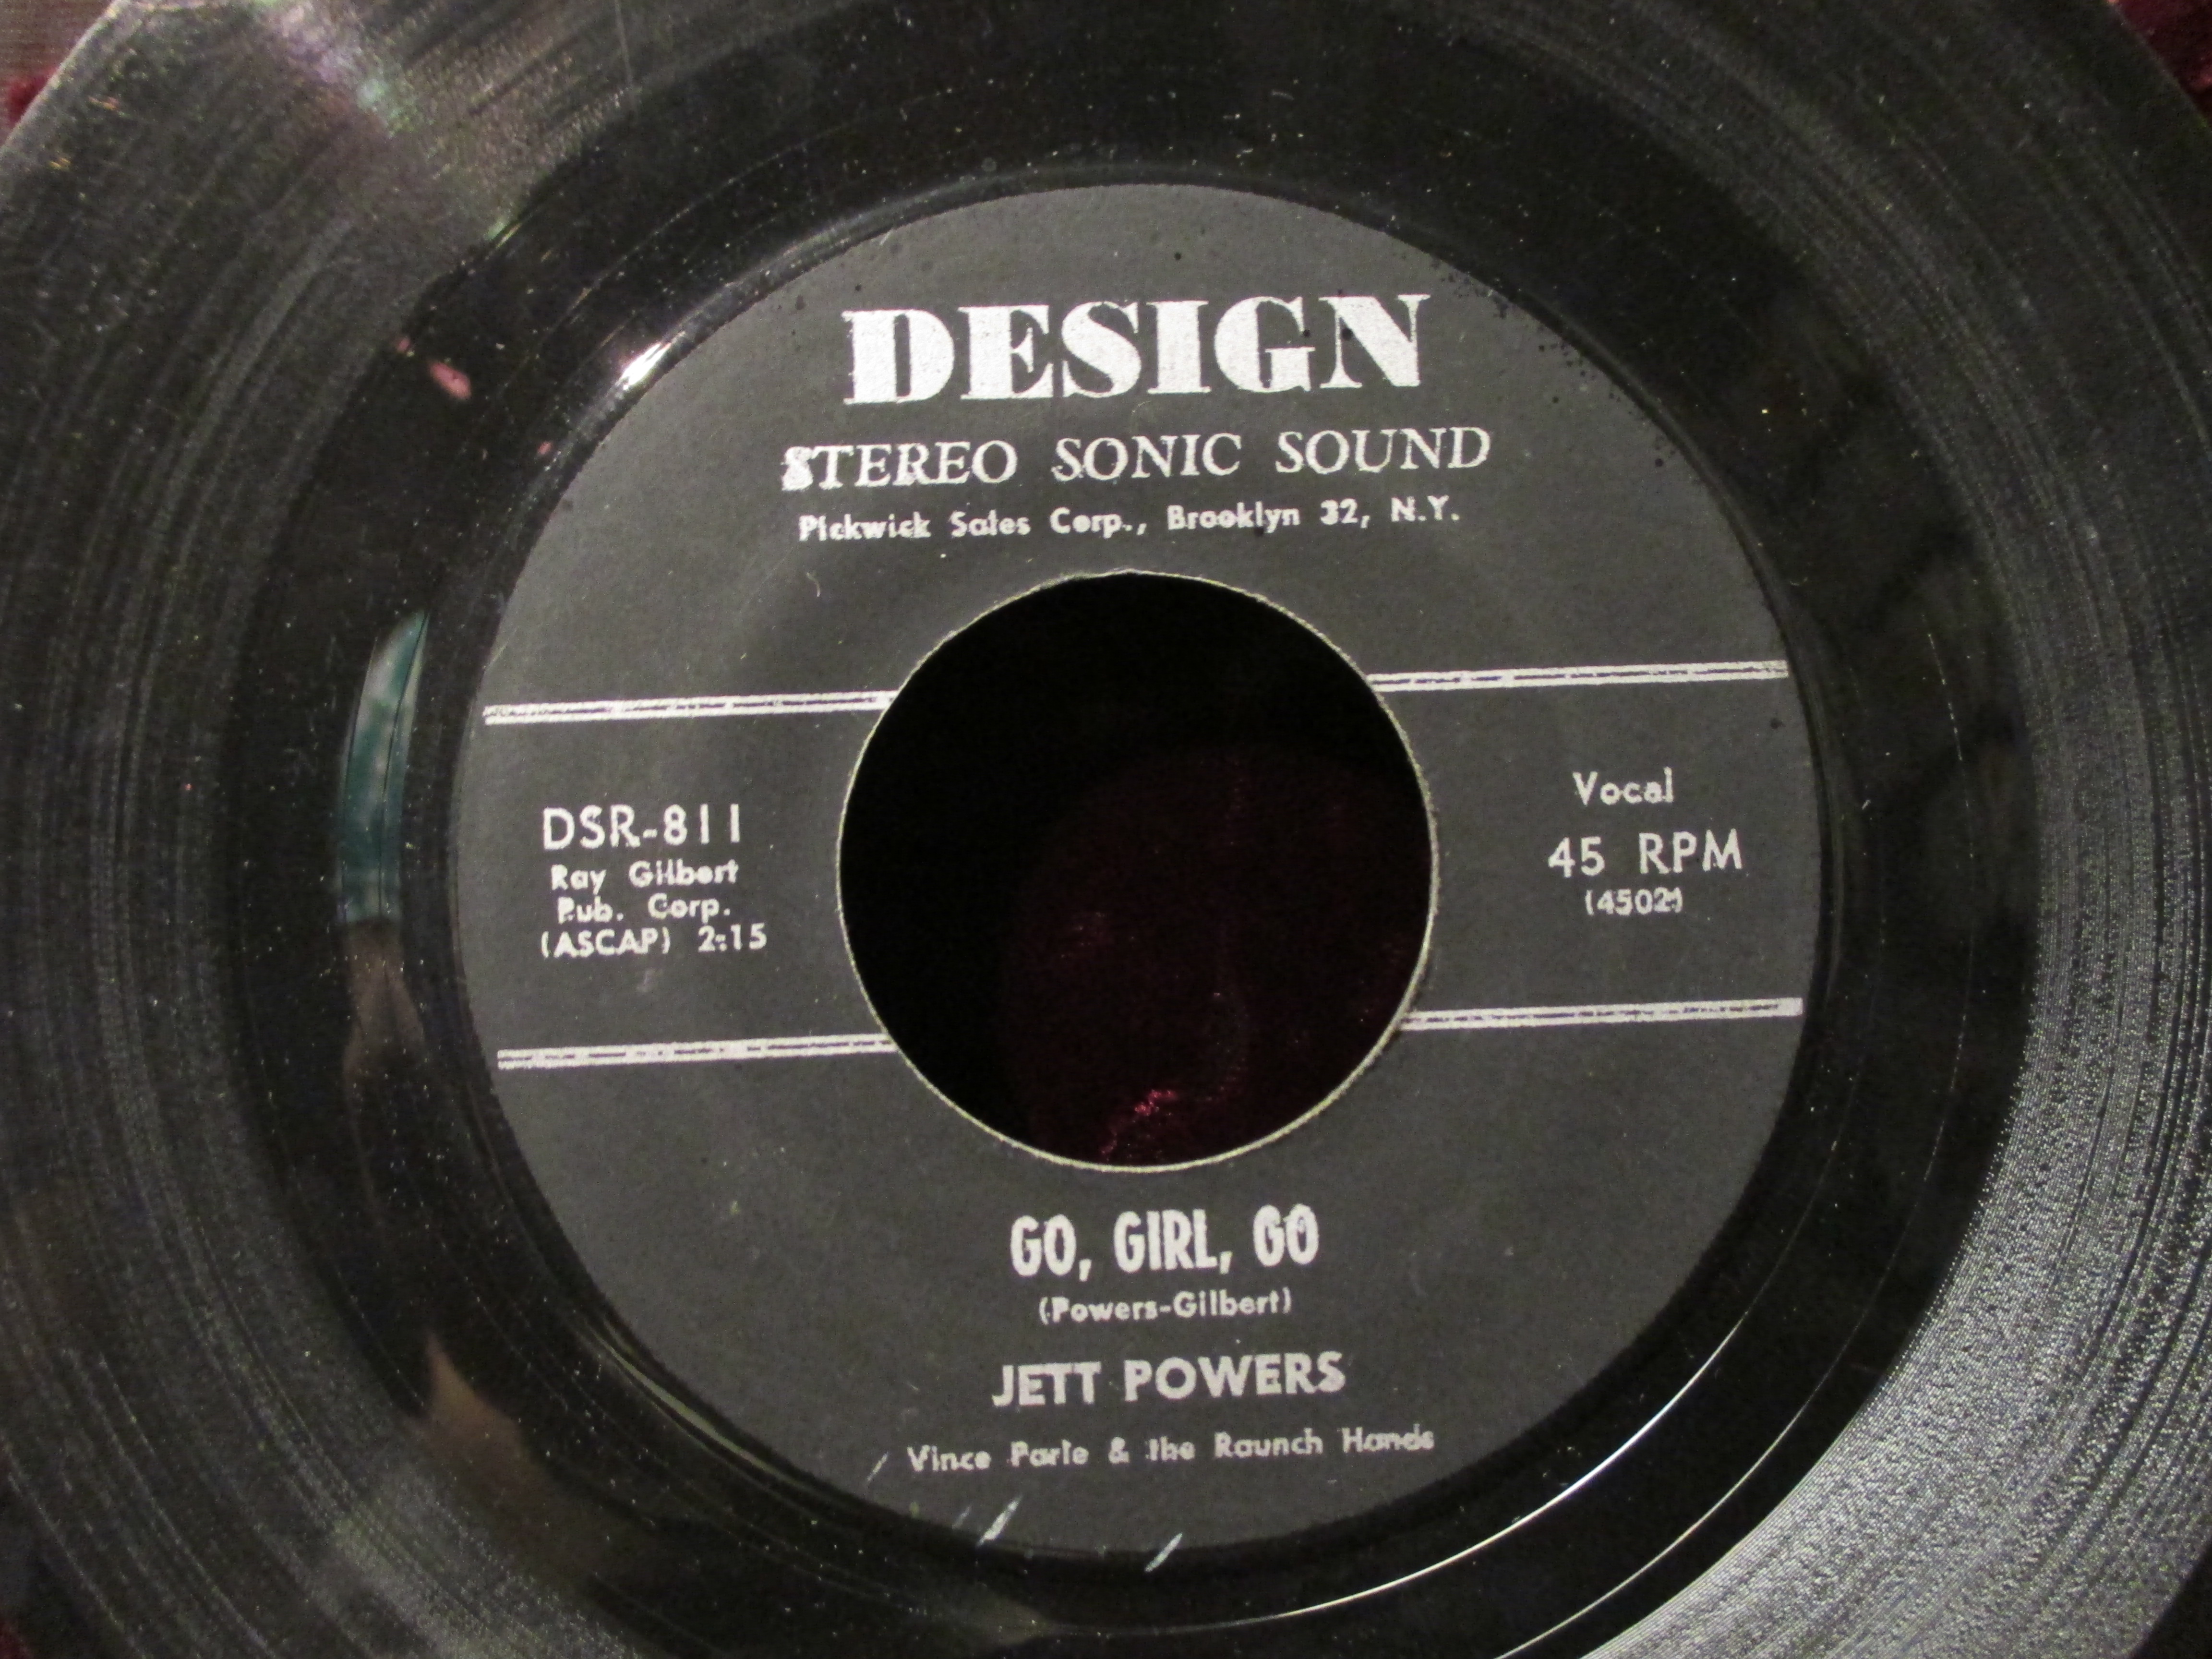 DESIGN
STEREO SONIC SOUND
Pickwick Sales Corp., Brooklyn 32, N.Y.
DSR-811
Ray Gilbert
Pub. Corp.
(ASCAP) 2:15
Vocal
45 RPM
GO, GIRL, GO
(Powers-Gilbert)
JETT POWERS
Vince Parle & the Raunch Hands